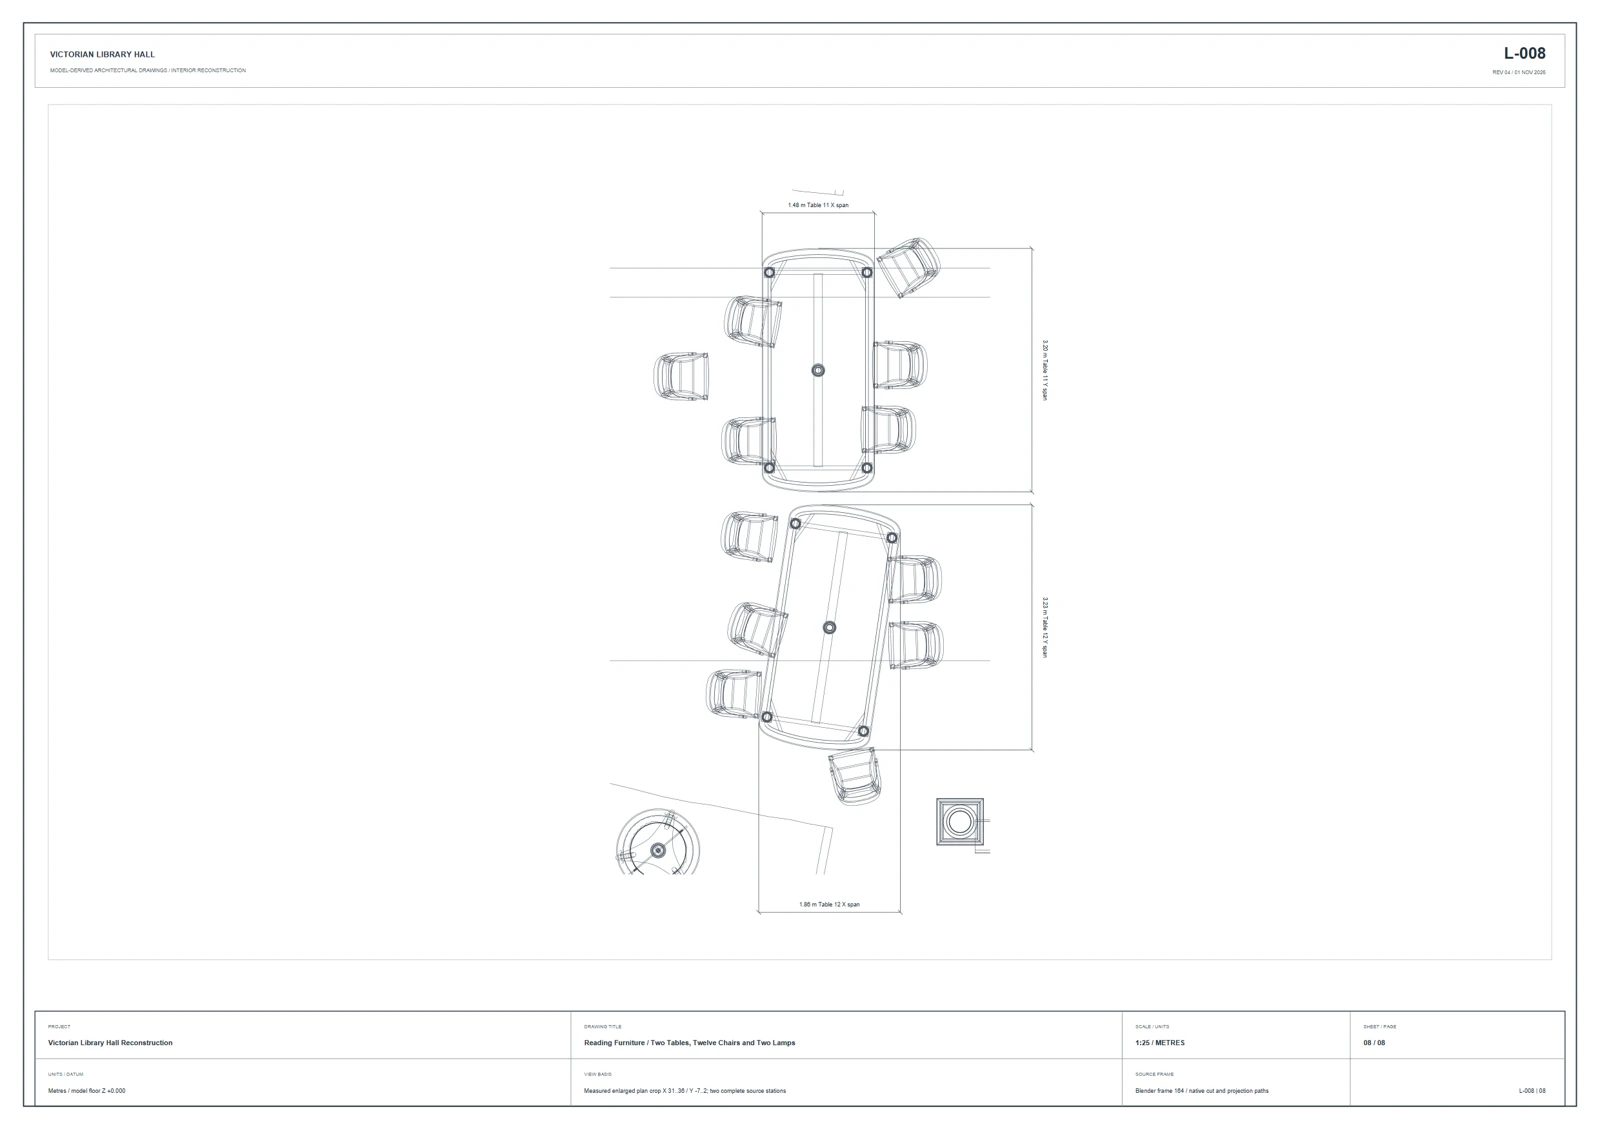 VICTORIAN LIBRARY HALL
MODEL-DERIVED ARCHITECTURAL DRAWINGS / INTERIOR RECONSTRUCTION
L-008
REV 04 / 01 NOV 2026
1.48 m Table 11 X span
3.20 m Table 11 Y span
3.23 m Table 12 Y span
1.86 m Table 12 X span
PROJECT
Victorian Library Hall Reconstruction
DRAWING TITLE
Reading Furniture / Two Tables, Twelve Chairs and Two Lamps
SCALE / UNITS
1:25 / METRES
SHEET / PAGE
08 / 08
UNITS / DATUM
Metres / model floor Z +0.000
VIEW BASIS
Measured enlarged plan crop X 31..36 / Y -7..2; two complete source stations
SOURCE FRAME
Blender frame 164 / native cut and projection paths
L-008 | 08